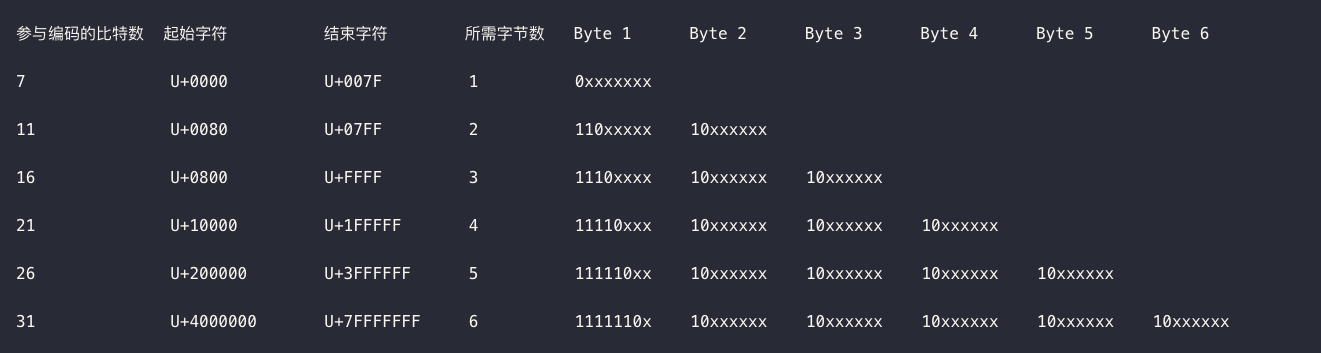 参与编码的比特数 起始字符 结束字符 所需字节数 Byte 1 Byte 2 Byte 3 Byte 4 Byte 5 Byte 6
7 U+0000 U+007F 1 0xxxxxxx
11 U+0080 U+07FF 2 110xxxxx 10xxxxxx
16 U+0800 U+FFFF 3 1110xxxx 10xxxxxx 10xxxxxx
21 U+10000 U+1FFFFF 4 11110xxx 10xxxxxx 10xxxxxx 10xxxxxx
26 U+200000 U+3FFFFFF 5 111110xx 10xxxxxx 10xxxxxx 10xxxxxx 10xxxxxx
31 U+4000000 U+7FFFFFFF 6 1111110x 10xxxxxx 10xxxxxx 10xxxxxx 10xxxxxx 10xxxxxx